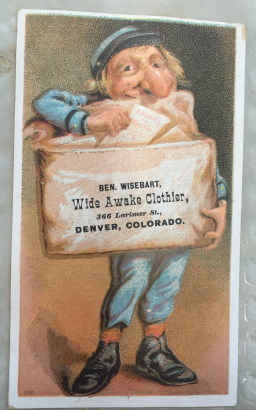 BEN. WISEBART,
Wide Awake Clothier,
366 Larimer St.,
DENVER, COLORADO.